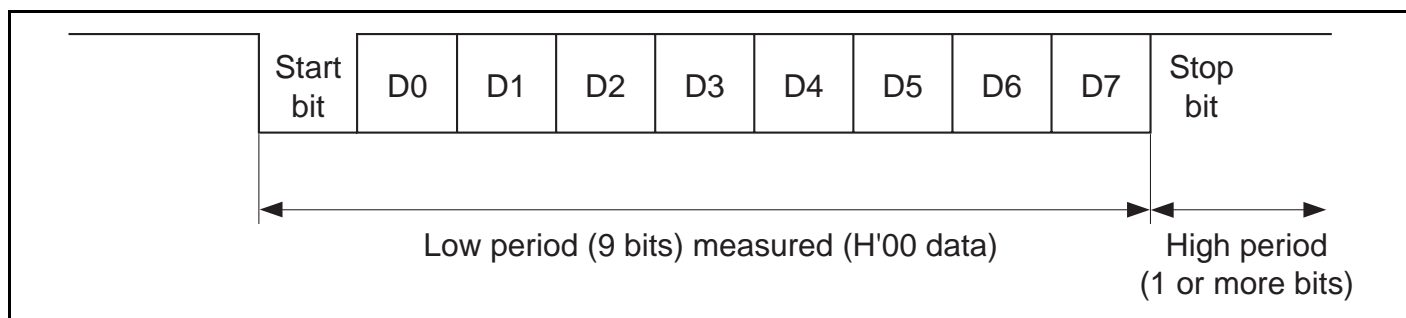 Start
bit
D0 D1 D2 D3 D4 D5 D6 D7
Stop
bit
Low period (9 bits) measured (H'00 data)
High period
(1 or more bits)